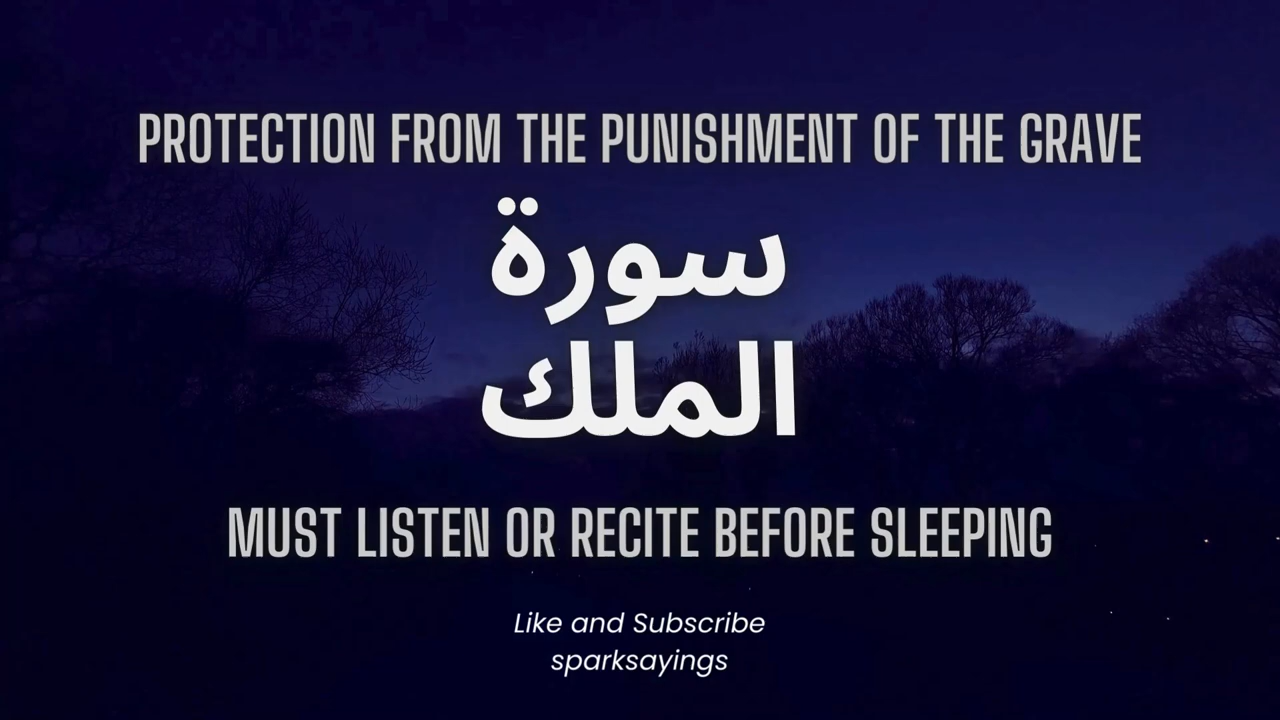 PROTECTION FROM THE PUNISHMENT OF THE GRAVE
سورة
الملك
MUST LISTEN OR RECITE BEFORE SLEEPING
Like and Subscribe
sparksayings